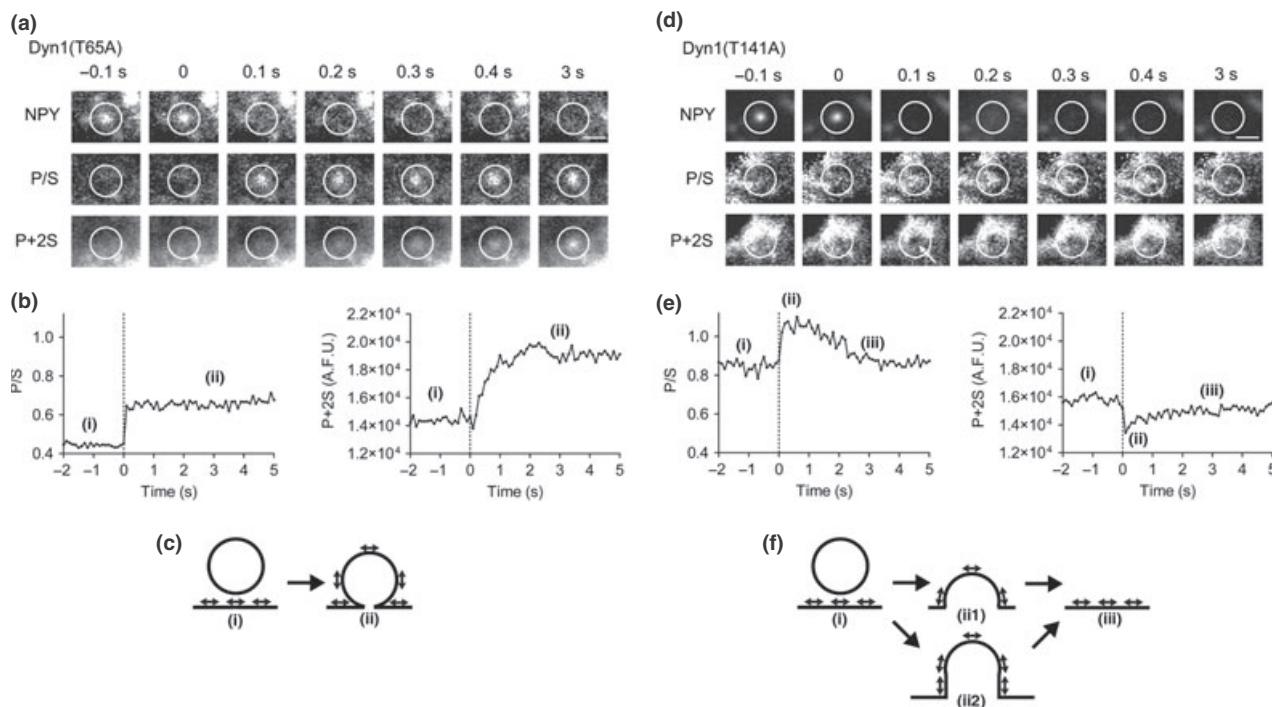 (a)
Dyn1(T65A)
–0.1 s 0 0.1 s 0.2 s 0.3 s 0.4 s 3 s
NPY
P/S
P+2S
(b)
P/S
1.0
0.8
0.6
0.4
(i)
(ii)
–2 –1 0 1 2 3 4 5
Time (s)
P+2S (A.F.U.)
2.2×10⁴
2.0×10⁴
1.8×10⁴
1.6×10⁴
1.4×10⁴
1.2×10⁴
(i)
(ii)
–2 –1 0 1 2 3 4 5
Time (s)
(c)
(i)
(ii)
(d)
Dyn1(T141A)
–0.1 s 0 0.1 s 0.2 s 0.3 s 0.4 s 3 s
NPY
P/S
P+2S
(e)
P/S
1.0
0.8
0.6
0.4
(i)
(ii)
(iii)
–2 –1 0 1 2 3 4 5
Time (s)
P+2S (A.F.U.)
2.2×10⁴
2.0×10⁴
1.8×10⁴
1.6×10⁴
1.4×10⁴
1.2×10⁴
(i)
(ii)
(iii)
–2 –1 0 1 2 3 4 5
Time (s)
(f)
(i)
(ii1)
(iii)
(ii2)